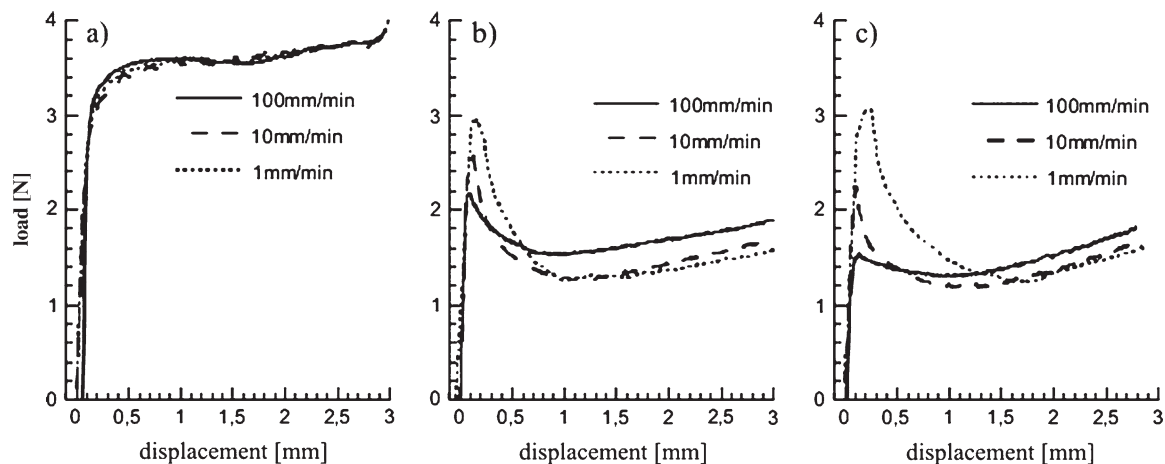 a)
4
3
2
1
0
load [N]
100mm/min
10mm/min
1mm/min
0 0,5 1 1,5 2 2,5 3
displacement [mm]
b)
4
3
2
1
0
100mm/min
10mm/min
1mm/min
0 0,5 1 1,5 2 2,5 3
displacement [mm]
c)
4
3
2
1
0
100mm/min
10mm/min
1mm/min
0 0,5 1 1,5 2 2,5 3
displacement [mm]